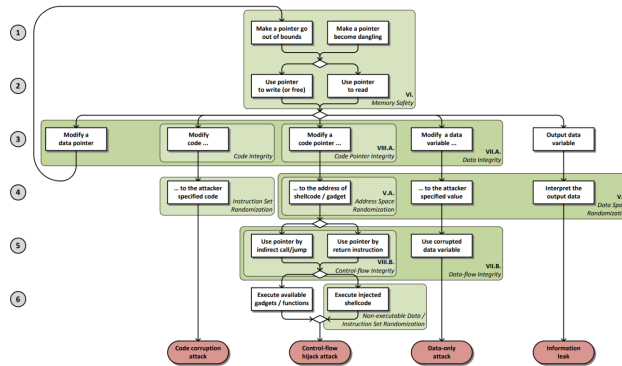 1
Make a pointer go
out of bounds
Make a pointer
become dangling
2
Use pointer
to write (or free)
Use pointer
to read
VI.
Memory Safety
3
Modify a
data pointer
Modify
code ...
Code Integrity
Modify a
code pointer ...
VIII.A.
Code Pointer Integrity
Modify a data
variable ...
VII.A.
Data Integrity
Output data
variable
4
... to the attacker
specified code
Instruction Set
Randomization
... to the address of
shellcode / gadget
V.A.
Address Space
Randomization
... to the attacker
specified value
Interpret the
output data
Data Spa
Randomizatio
5
Use pointer by
indirect call/jump
Use pointer by
return instruction
VIII.B.
Control-flow Integrity
Use corrupted
data variable
VII.B.
Data-flow Integrity
6
Execute available
gadgets / functions
Execute injected
shellcode
Non-executable Data /
Instruction Set Randomization
Code corruption
attack
Control-flow
hijack attack
Data-only
attack
Information
leak